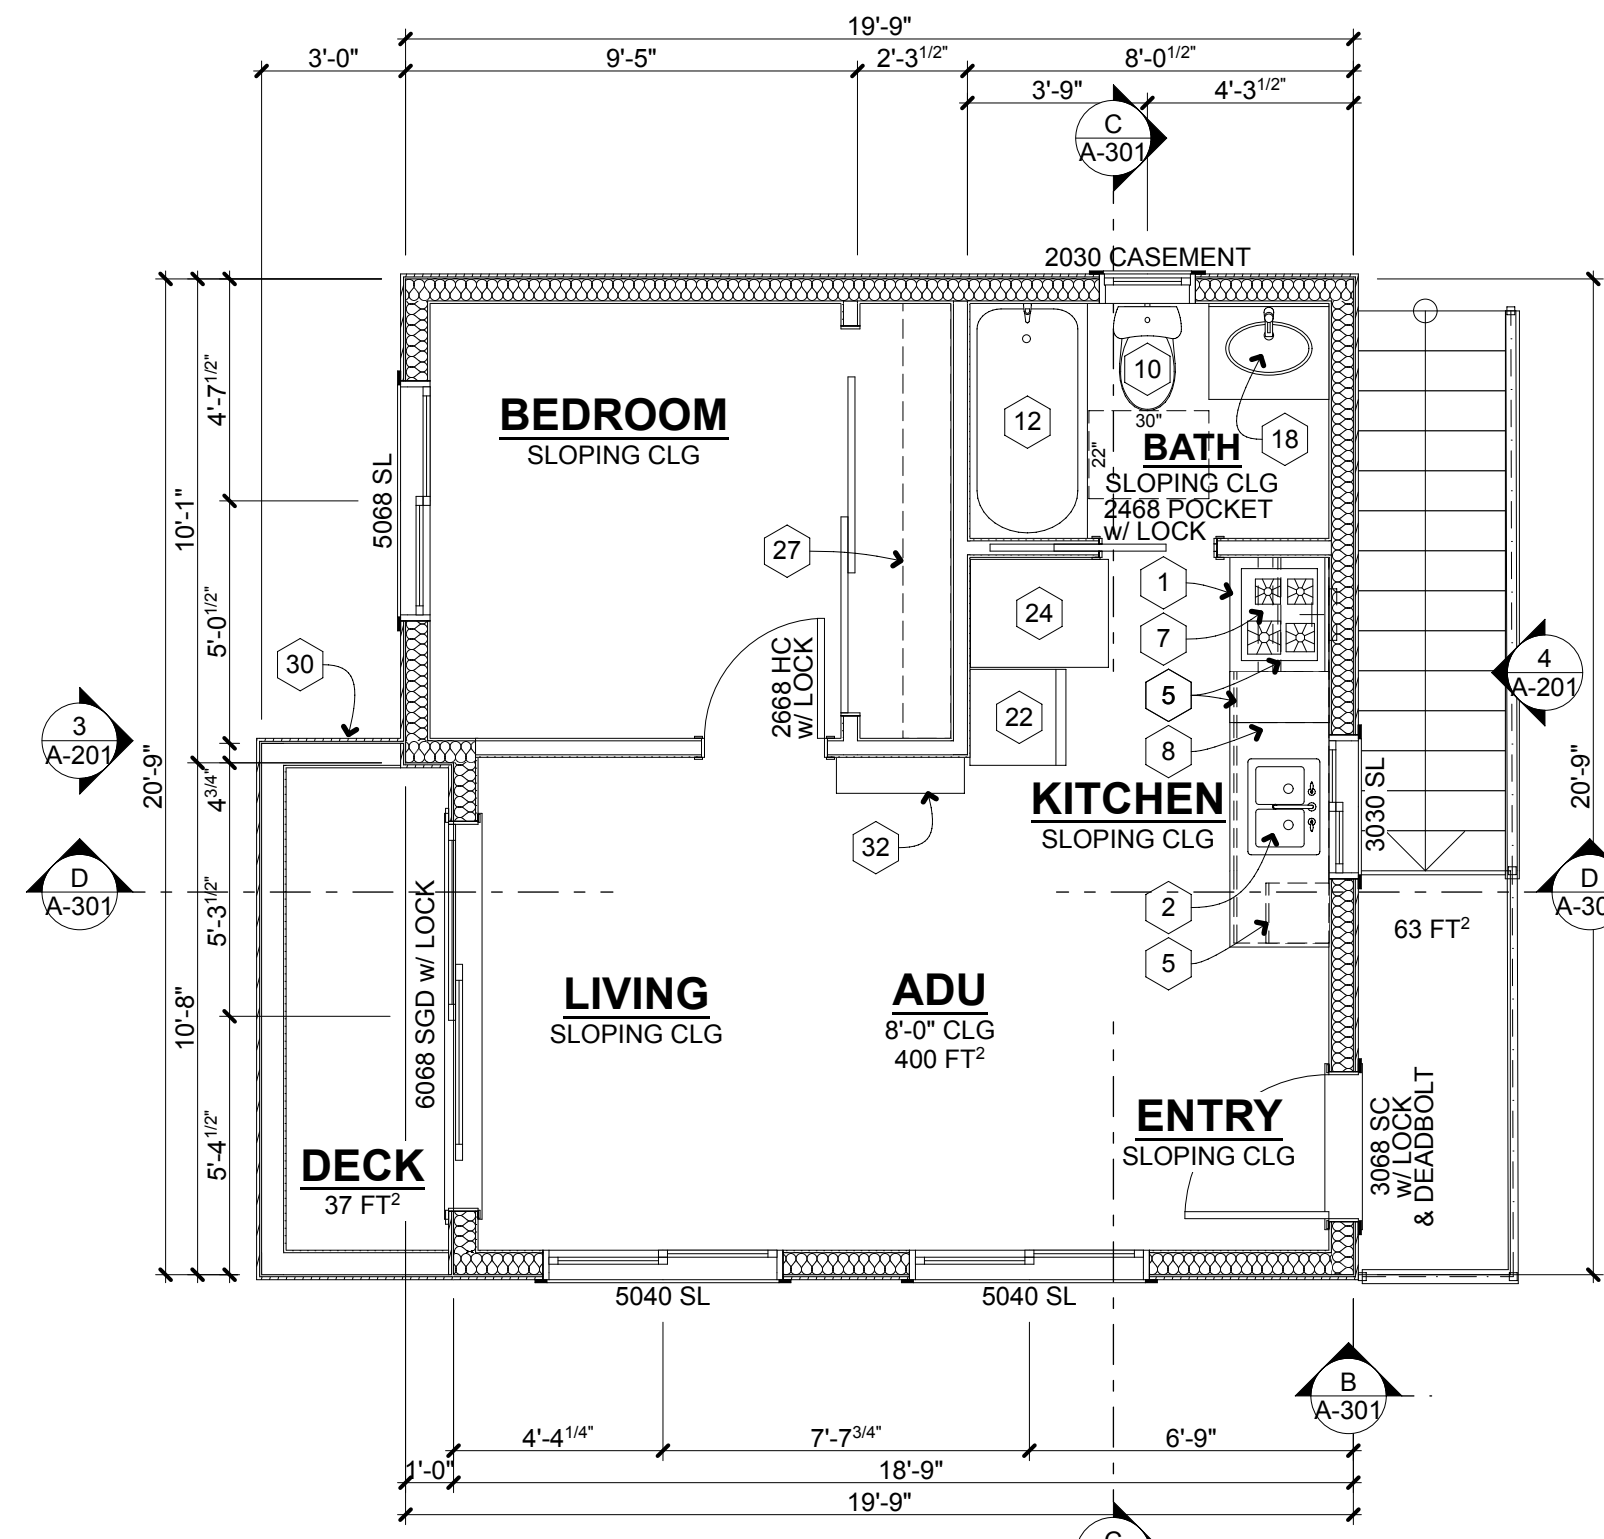 19'-9"
3'-0"
9'-5"
2'-3 1/2"
8'-0 1/2"
3'-9"
4'-3 1/2"
C
A-301
2030 CASEMENT
4'-7 1/2"
10'-1"
5'-0 1/2"
20'-9"
4 3/4"
5'-3 1/2"
10'-8"
5'-4 1/2"
5068 SL
BEDROOM
SLOPING CLG
12
10
30"
22"
18
BATH
SLOPING CLG
2468 POCKET
w/ LOCK
27
24
22
1
7
5
8
2668 HC
w/ LOCK
30
3
A-201
4
A-201
20'-9"
3030 SL
KITCHEN
SLOPING CLG
32
2
5
D
A-301
D
A-30
63 FT²
6068 SGD w/ LOCK
LIVING
SLOPING CLG
ADU
8'-0" CLG
400 FT²
ENTRY
SLOPING CLG
3068 SC
w/ LOCK
& DEADBOLT
DECK
37 FT²
5040 SL
5040 SL
B
A-301
4'-4 1/4"
7'-7 3/4"
6'-9"
1'-0"
18'-9"
19'-9"